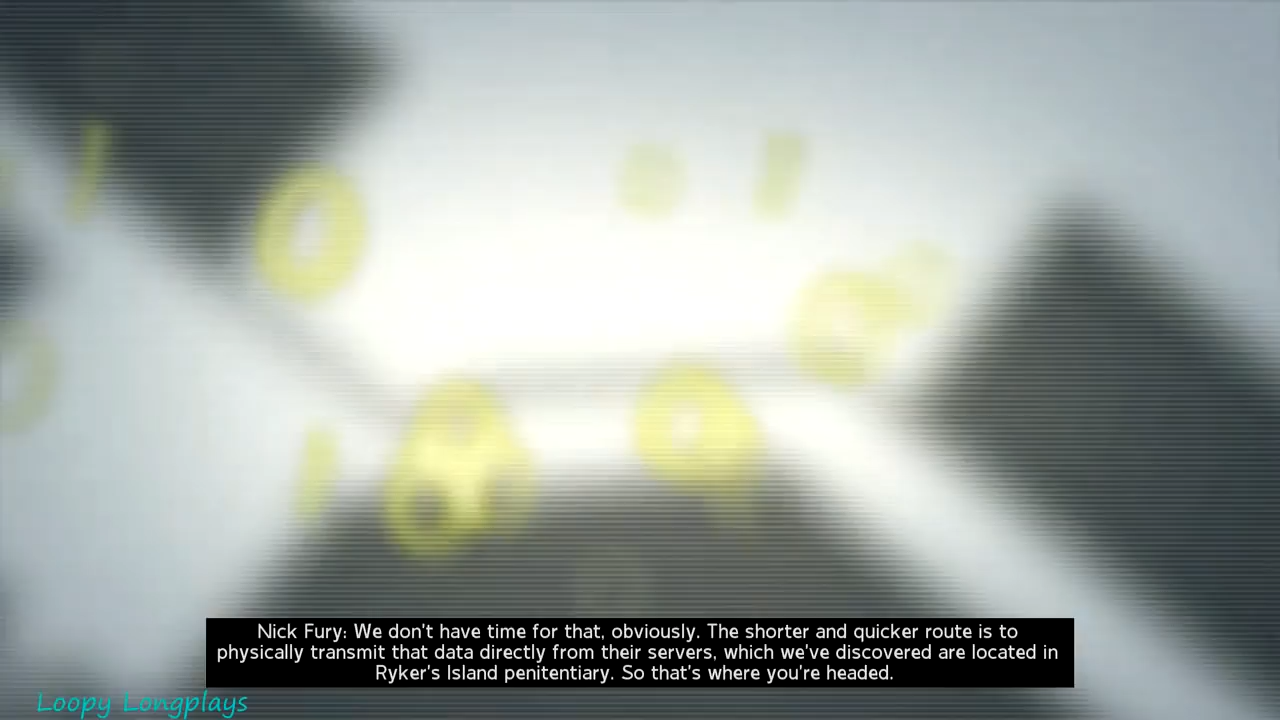 Nick Fury: We don't have time for that, obviously. The shorter and quicker route is to
physically transmit that data directly from their servers, which we've discovered are located in
Ryker's Island penitentiary. So that's where you're headed.
Loopy Longplays